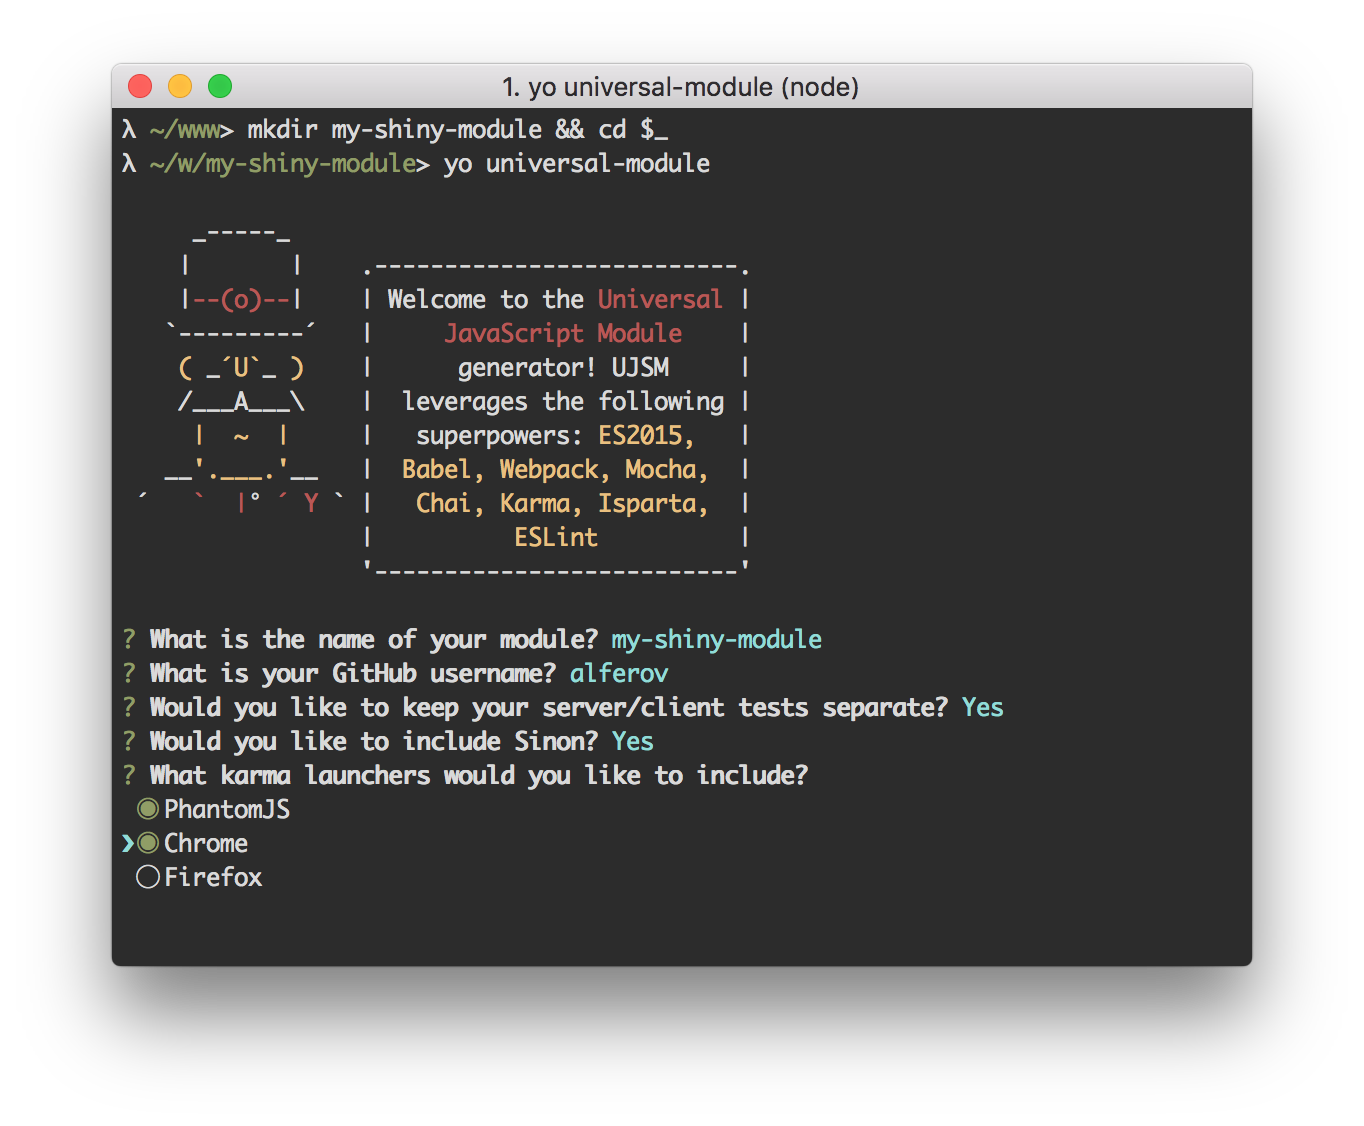 1. yo universal-module (node)
λ ~/www> mkdir my-shiny-module && cd $_
λ ~/w/my-shiny-module> yo universal-module
     _-----_
    |       |    .--------------------------.
    |--(o)--|    | Welcome to the Universal |
   `---------´   |     JavaScript Module    |
    ( _´U`_ )    |      generator! UJSM     |
    /___A___\    |  leverages the following |
     |  ~  |     |   superpowers: ES2015,   |
   __'.___.'__   |  Babel, Webpack, Mocha,  |
 ´   `  |° ´ Y ` |   Chai, Karma, Isparta,  |
                 |          ESLint          |
                 '--------------------------'
? What is the name of your module? my-shiny-module
? What is your GitHub username? alferov
? Would you like to keep your server/client tests separate? Yes
? Would you like to include Sinon? Yes
? What karma launchers would you like to include?
 ◉ PhantomJS
❯◉ Chrome
 ◯ Firefox